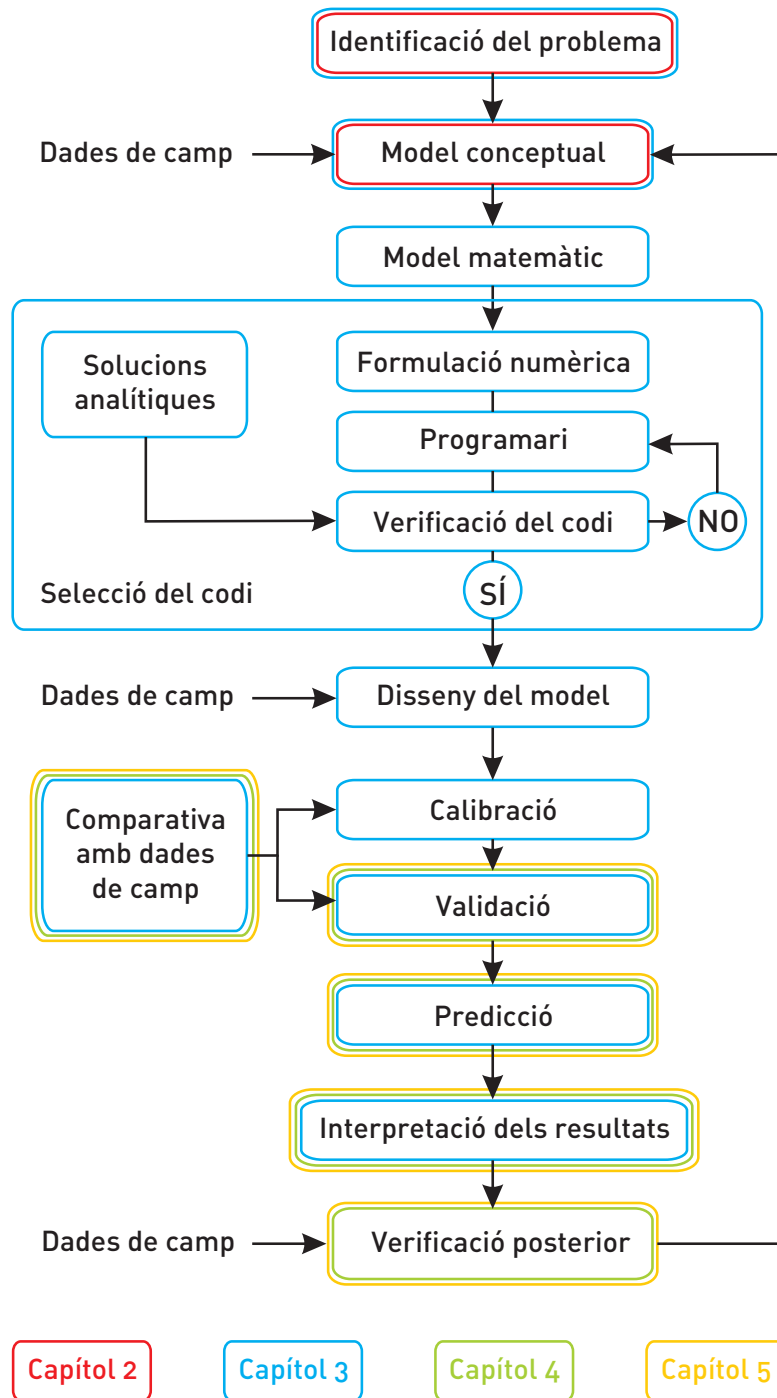 Identificació del problema
Dades de camp
Model conceptual
Model matemàtic
Solucions
analítiques
Formulació numèrica
Programari
Verificació del codi
NO
Selecció del codi
SÍ
Dades de camp
Disseny del model
Comparativa
amb dades
de camp
Calibració
Validació
Predicció
Interpretació dels resultats
Dades de camp
Verificació posterior
Capítol 2
Capítol 3
Capítol 4
Capítol 5